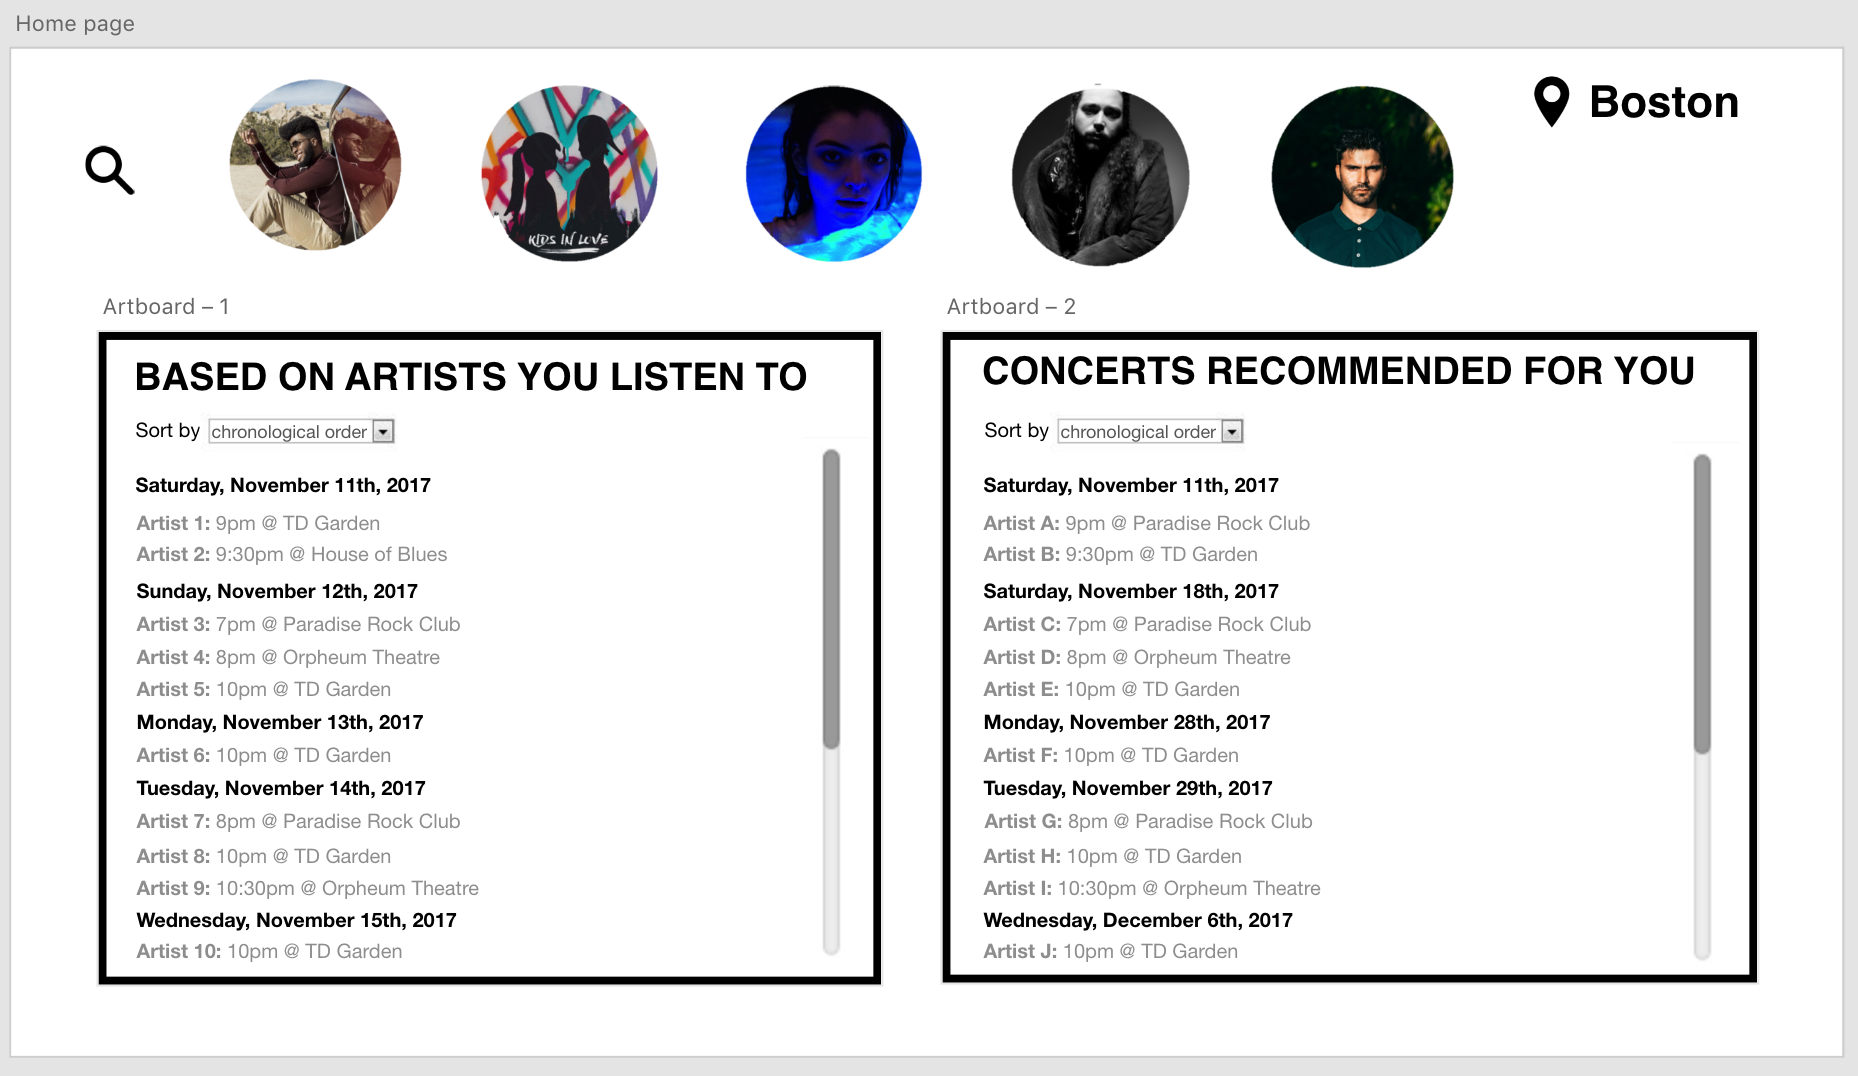 Home page
Boston
KIDS IN LOVE
Artboard – 1
BASED ON ARTISTS YOU LISTEN TO
Sort by chronological order
Saturday, November 11th, 2017
Artist 1: 9pm @ TD Garden
Artist 2: 9:30pm @ House of Blues
Sunday, November 12th, 2017
Artist 3: 7pm @ Paradise Rock Club
Artist 4: 8pm @ Orpheum Theatre
Artist 5: 10pm @ TD Garden
Monday, November 13th, 2017
Artist 6: 10pm @ TD Garden
Tuesday, November 14th, 2017
Artist 7: 8pm @ Paradise Rock Club
Artist 8: 10pm @ TD Garden
Artist 9: 10:30pm @ Orpheum Theatre
Wednesday, November 15th, 2017
Artist 10: 10pm @ TD Garden
Artboard – 2
CONCERTS RECOMMENDED FOR YOU
Sort by chronological order
Saturday, November 11th, 2017
Artist A: 9pm @ Paradise Rock Club
Artist B: 9:30pm @ TD Garden
Saturday, November 18th, 2017
Artist C: 7pm @ Paradise Rock Club
Artist D: 8pm @ Orpheum Theatre
Artist E: 10pm @ TD Garden
Monday, November 28th, 2017
Artist F: 10pm @ TD Garden
Tuesday, November 29th, 2017
Artist G: 8pm @ Paradise Rock Club
Artist H: 10pm @ TD Garden
Artist I: 10:30pm @ Orpheum Theatre
Wednesday, December 6th, 2017
Artist J: 10pm @ TD Garden